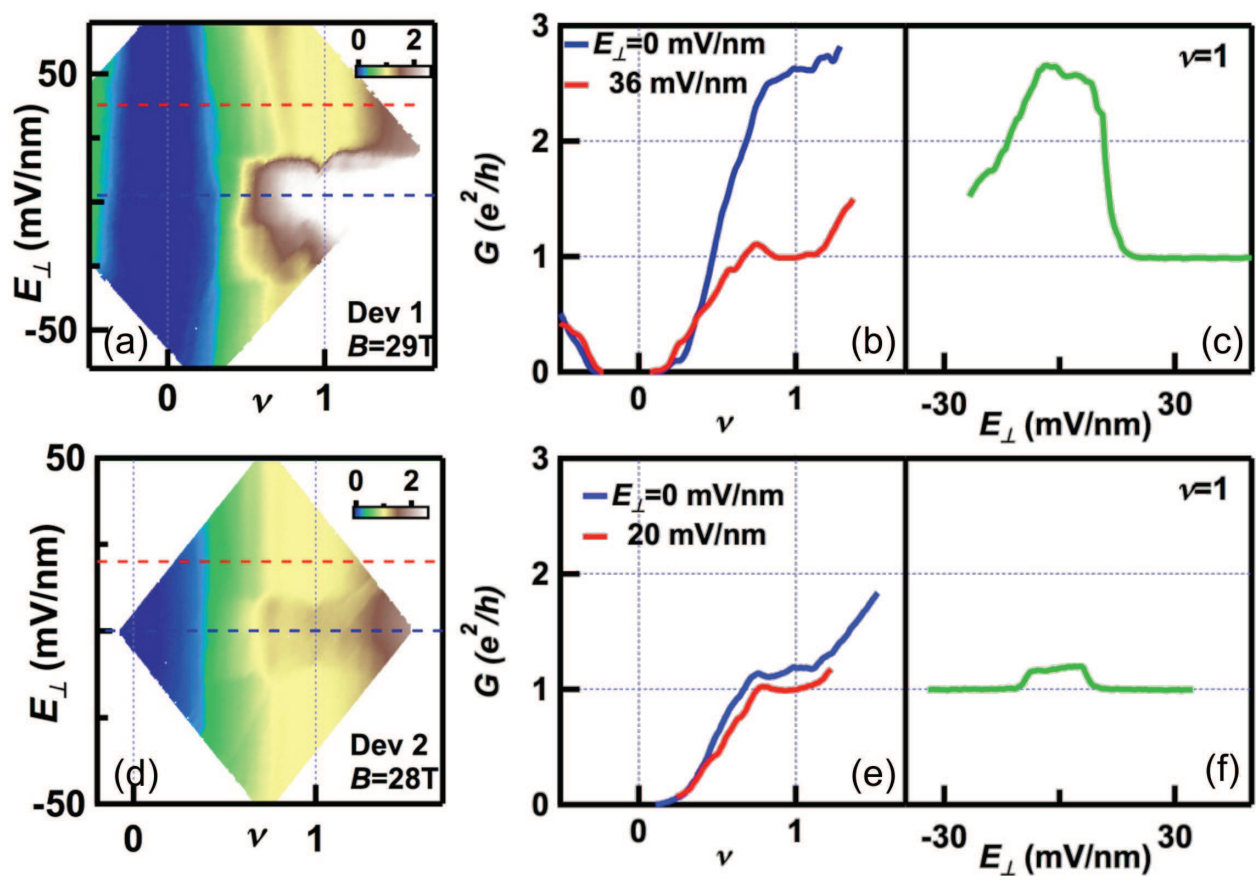 0 2
50
-50
E⊥ (mV/nm)
(a)
Dev 1
B=29T
0 1
ν
3
2
1
0
G (e²/h)
E⊥=0 mV/nm
36 mV/nm
(b)
0 1
ν
ν=1
(c)
-30 30
E⊥ (mV/nm)
0 2
50
-50
E⊥ (mV/nm)
(d)
Dev 2
B=28T
0 1
ν
3
2
1
0
G (e²/h)
E⊥=0 mV/nm
20 mV/nm
(e)
0 1
ν
ν=1
(f)
-30 30
E⊥ (mV/nm)